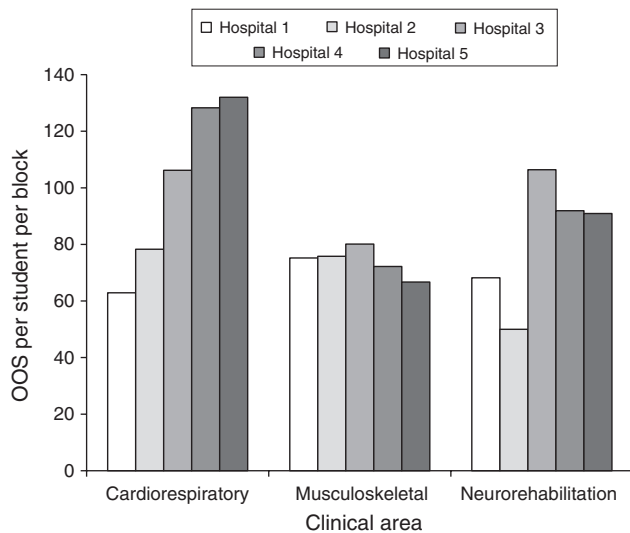 Hospital 1 Hospital 2 Hospital 3
Hospital 4 Hospital 5
OOS per student per block
140
120
100
80
60
40
20
0
Cardiorespiratory Musculoskeletal Neurorehabilitation
Clinical area